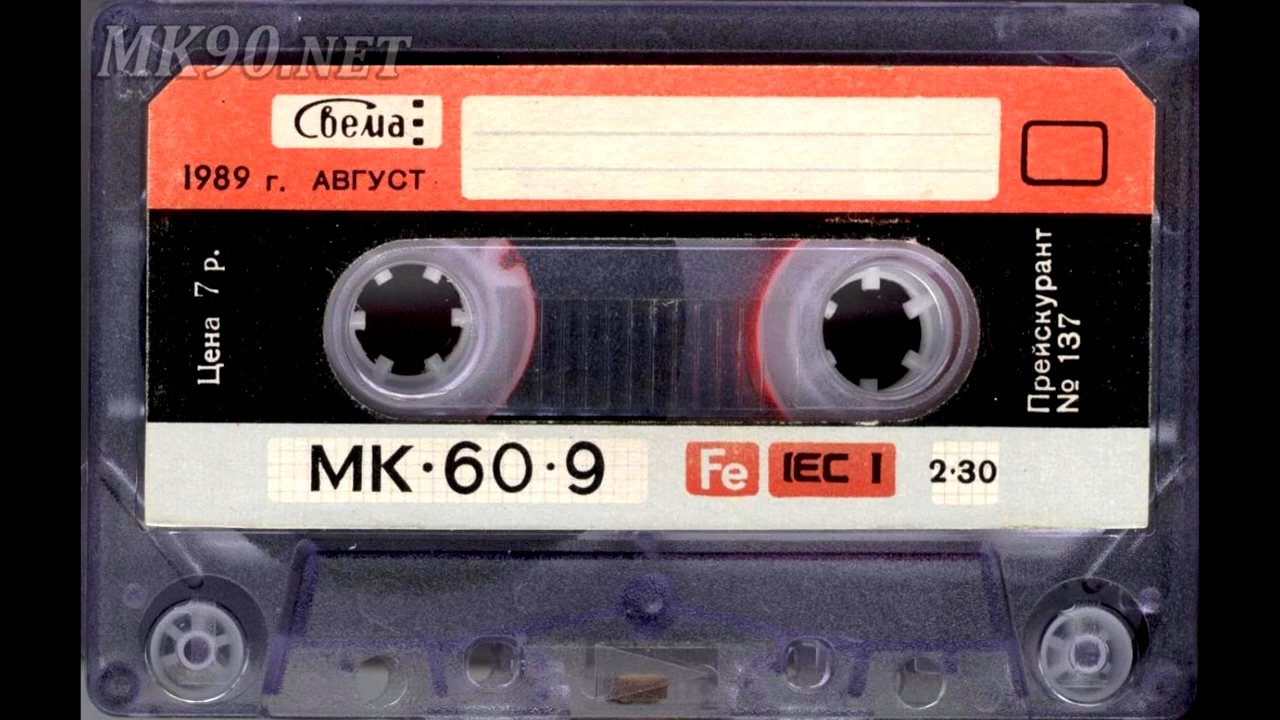 MK90.NET
Свема
1989 г. АВГУСТ
Цена 7 р.
Прейскурант
№ 137
МК·60·9
Fe
IEC I
2·30